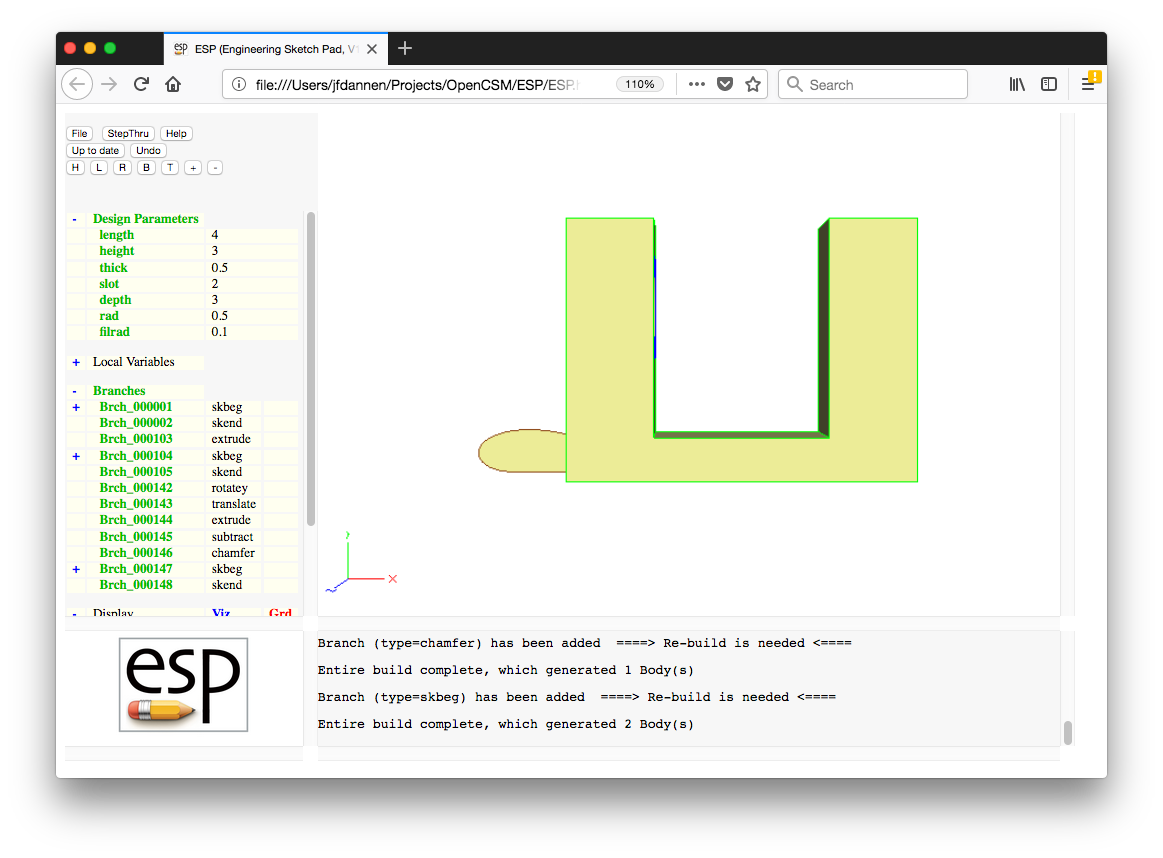 esp ESP (Engineering Sketch Pad, V
file:///Users/jfdannen/Projects/OpenCSM/ESP/ESP. 110% Search
File StepThru Help
Up to date Undo
H L R B T + -
- Design Parameters
length 4
height 3
thick 0.5
slot 2
depth 3
rad 0.5
filrad 0.1
+ Local Variables
- Branches
+ Brch_000001 skbeg
Brch_000002 skend
Brch_000103 extrude
+ Brch_000104 skbeg
Brch_000105 skend
Brch_000142 rotatey
Brch_000143 translate
Brch_000144 extrude
Brch_000145 subtract
Brch_000146 chamfer
+ Brch_000147 skbeg
Brch_000148 skend
- Display Viz Grd
y
x
z
esp
Branch (type=chamfer) has been added ====> Re-build is needed <====
Entire build complete, which generated 1 Body(s)
Branch (type=skbeg) has been added ====> Re-build is needed <====
Entire build complete, which generated 2 Body(s)